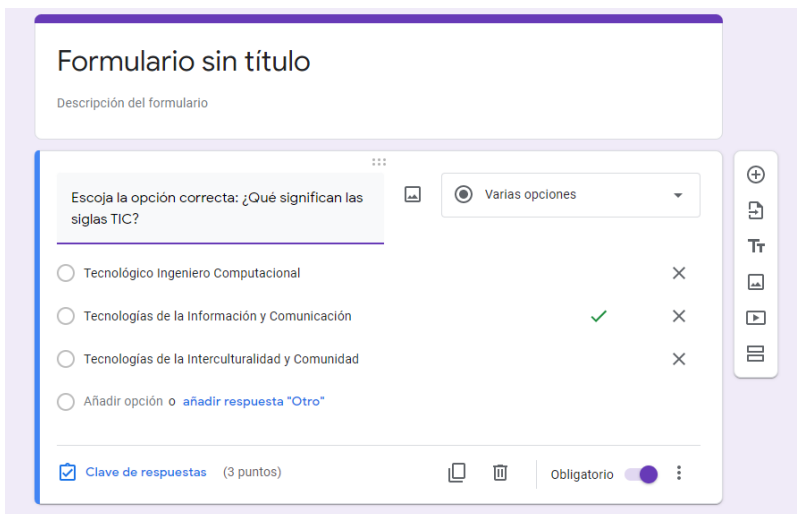 Formulario sin título
Descripción del formulario
Escoja la opción correcta: ¿Qué significan las
siglas TIC?
Varias opciones
Tecnológico Ingeniero Computacional
Tecnologías de la Información y Comunicación
Tecnologías de la Interculturalidad y Comunidad
Añadir opción o añadir respuesta "Otro"
Clave de respuestas (3 puntos)
Obligatorio
Tт